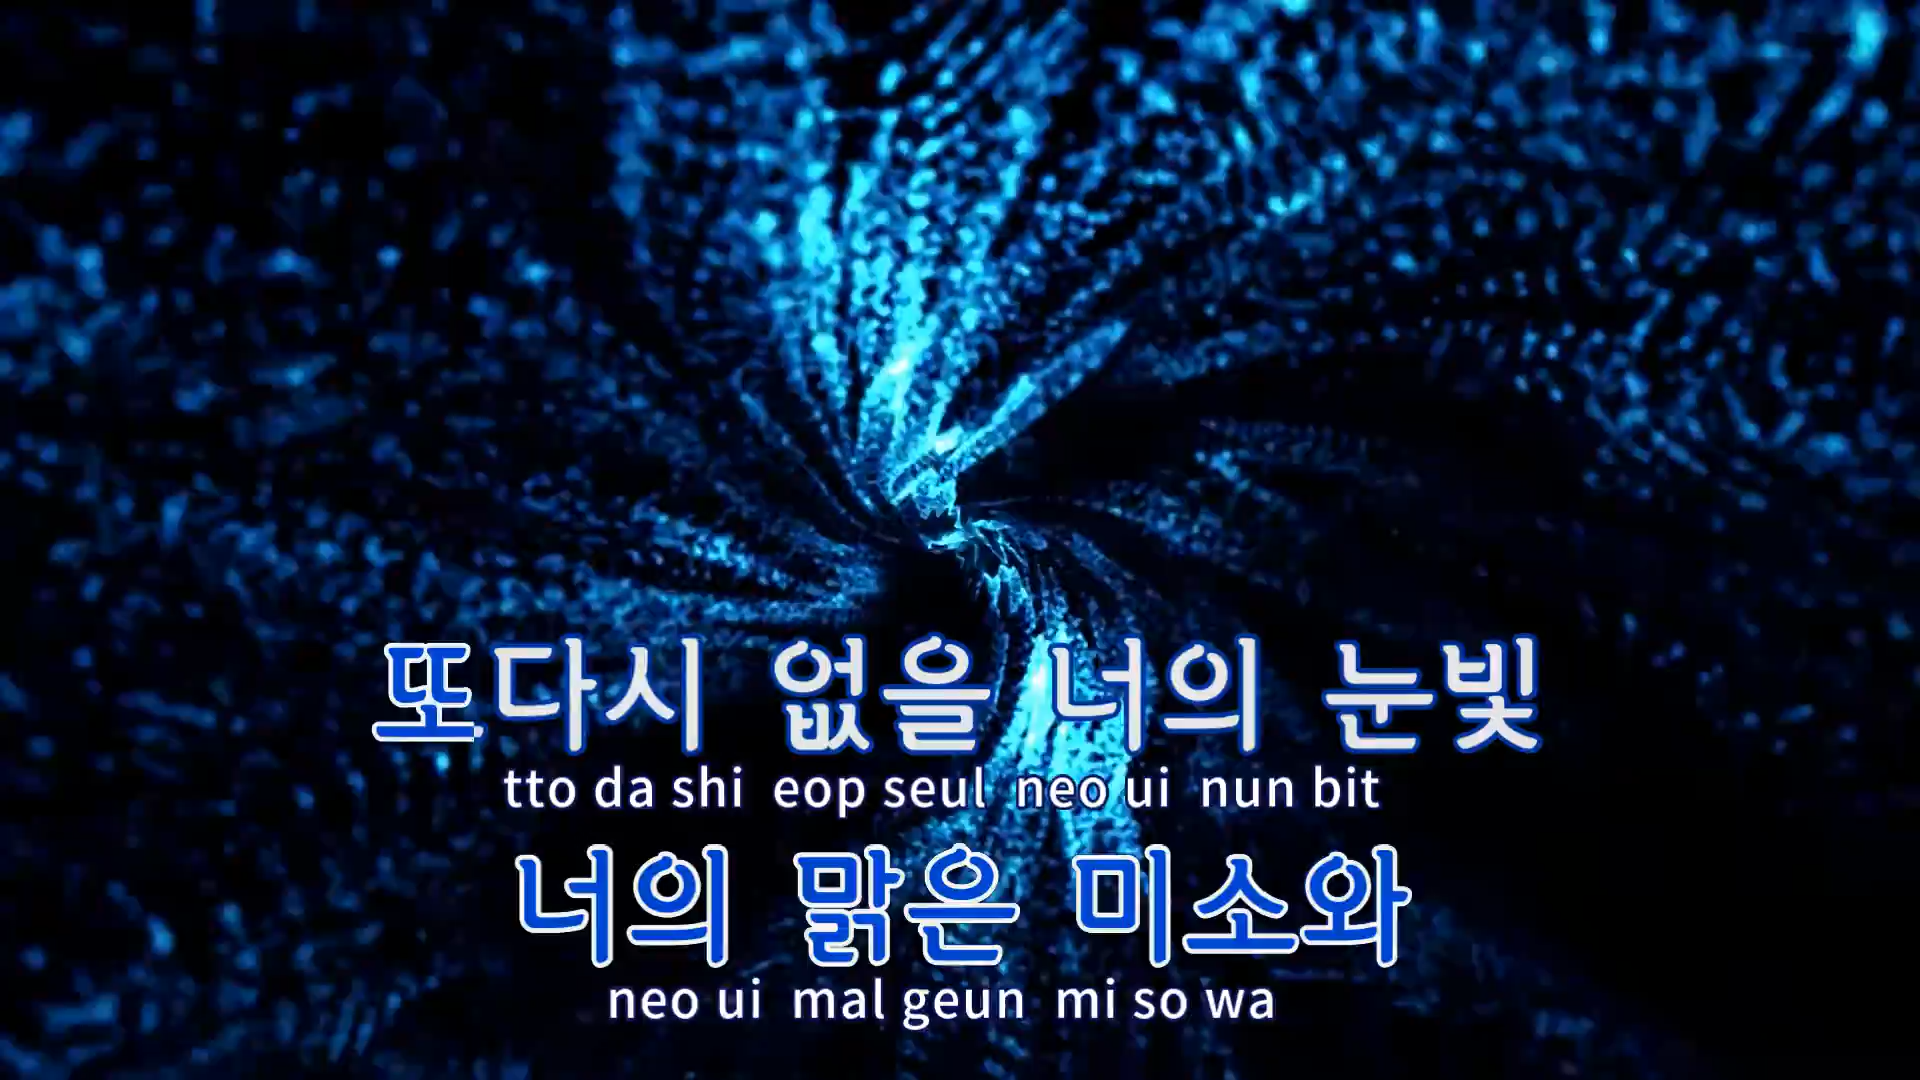 또다시 없을 너의 눈빛
tto da shi eop seul neo ui nun bit
너의 맑은 미소와
neo ui mal geun mi so wa